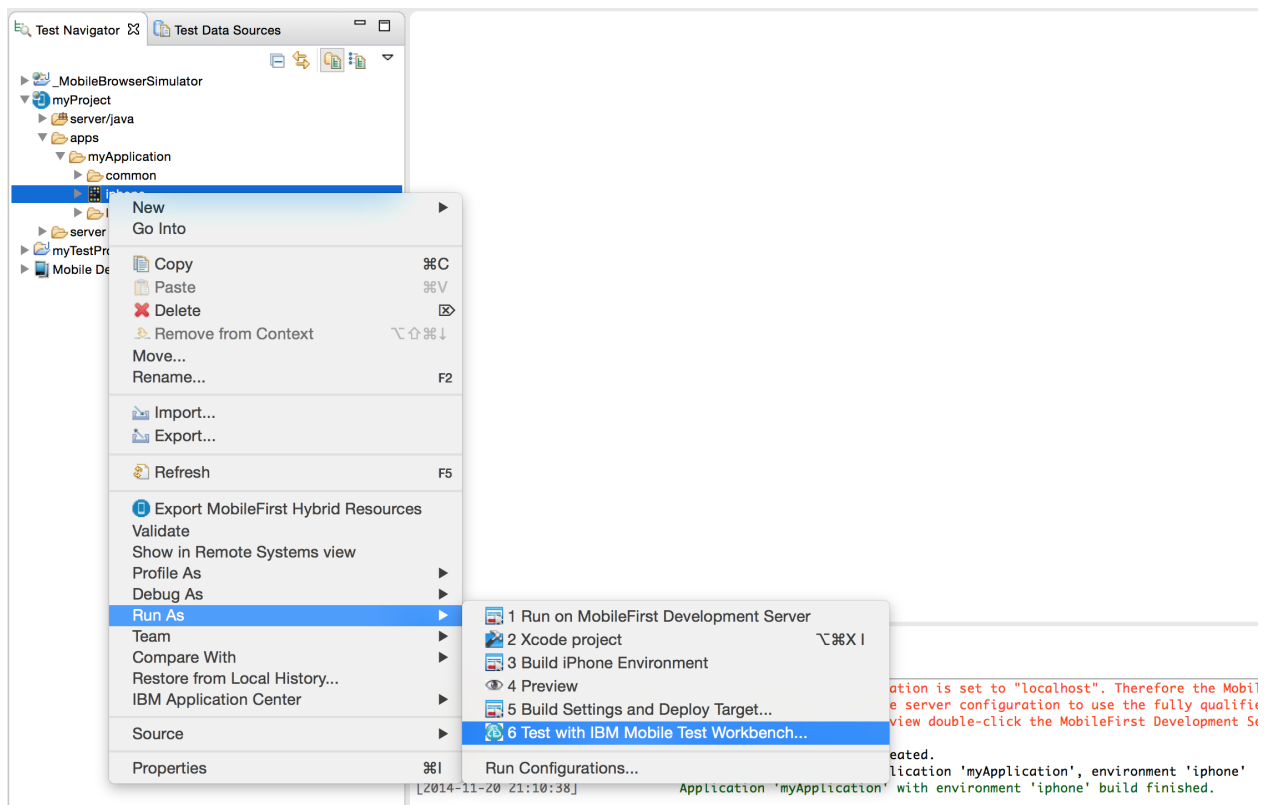 Test Navigator
Test Data Sources
_MobileBrowserSimulator
myProject
server/java
apps
myApplication
common
iphone
server
myTestPro
Mobile De
New
Go Into
Copy ⌘C
Paste ⌘V
Delete ⌦
Remove from Context ⌥⇧⌘↓
Move...
Rename... F2
Import...
Export...
Refresh F5
Export MobileFirst Hybrid Resources
Validate
Show in Remote Systems view
Profile As
Debug As
Run As
Team
Compare With
Restore from Local History...
IBM Application Center
Source
Properties ⌘I
1 Run on MobileFirst Development Server
2 Xcode project ⌥⌘X I
3 Build iPhone Environment
4 Preview
5 Build Settings and Deploy Target...
6 Test with IBM Mobile Test Workbench...
Run Configurations...
ation is set to "localhost". Therefore the Mobil
e server configuration to use the fully qualifie
view double-click the MobileFirst Development Se
eated.
lication 'myApplication', environment 'iphone'
[2014-11-20 21:10:38] Application 'myApplication' with environment 'iphone' build finished.